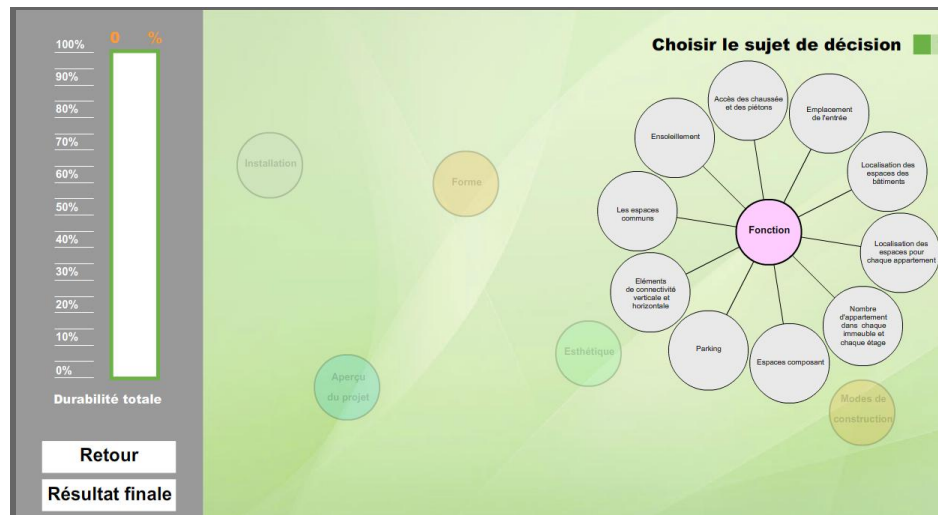 0 %
100%
90%
80%
70%
60%
50%
40%
30%
20%
10%
0%
Durabilité totale
Retour
Résultat finale
Choisir le sujet de décision
Installation
Forme
Aperçu
du projet
Esthétique
Modes de
construction
Fonction
Accès des chaussée
et des piétons
Emplacement
de l'entrée
Localisation des
espaces des
bâtiments
Localisation des
espaces pour
chaque appartement
Nombre
d'appartement
dans chaque
immeuble et
chaque étage
Espaces composant
Parking
Eléments
de connectivité
verticale et
horizontale
Les espaces
communs
Ensoleillement